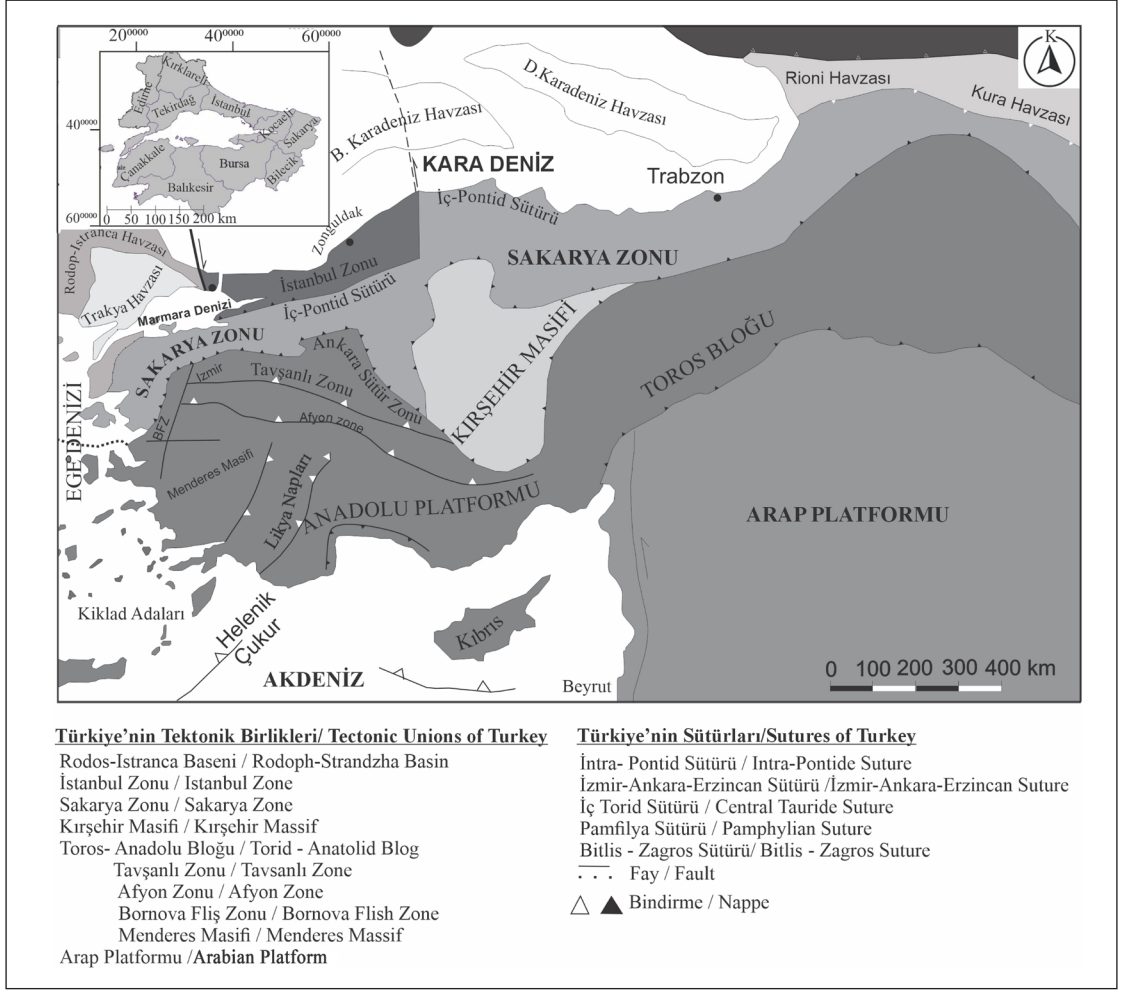 200000 400000 600000
K
Kırklareli
Edirne
Tekirdağ
İstanbul
Kocaeli
Sakarya
400000
Çanakkale
Bursa
Bilecik
Balıkesir
600000
0 50 100 150 200 km
D.Karadeniz Havzası
B. Karadeniz Havzası
Rioni Havzası
Kura Havzası
KARA DENİZ
Trabzon
İç-Pontid Sütürü
Zonguldak
SAKARYA ZONU
Rodop-Istranca Havzası
Trakya Havzası
İstanbul Zonu
Marmara Denizi
İç-Pontid Sütürü
SAKARYA ZONU
Ankara Sütür Zonu
İzmir
Tavşanlı Zonu
KIRŞEHİR MASİFİ
TOROS BLOĞU
EGE DENİZİ
BFZ
Afyon zone
Menderes Masifi
Likya Napları
ANADOLU PLATFORMU
ARAP PLATFORMU
Kiklad Adaları
Helenik
Çukur
Kıbrıs
AKDENİZ
Beyrut
0 100 200 300 400 km
Türkiye'nin Tektonik Birlikleri/ Tectonic Unions of Turkey
Rodos-Istranca Baseni / Rodoph-Strandzha Basin
İstanbul Zonu / Istanbul Zone
Sakarya Zonu / Sakarya Zone
Kırşehir Masifi / Kırşehir Massif
Toros- Anadolu Bloğu / Torid - Anatolid Blog
Tavşanlı Zonu / Tavsanlı Zone
Afyon Zonu / Afyon Zone
Bornova Fliş Zonu / Bornova Flish Zone
Menderes Masifi / Menderes Massif
Arap Platformu /Arabian Platform
Türkiye'nin Sütürları/Sutures of Turkey
İntra- Pontid Sütürü / Intra-Pontide Suture
İzmir-Ankara-Erzincan Sütürü /İzmir-Ankara-Erzincan Suture
İç Torid Sütürü / Central Tauride Suture
Pamfilya Sütürü / Pamphylian Suture
Bitlis - Zagros Sütürü/ Bitlis - Zagros Suture
Fay / Fault
Bindirme / Nappe